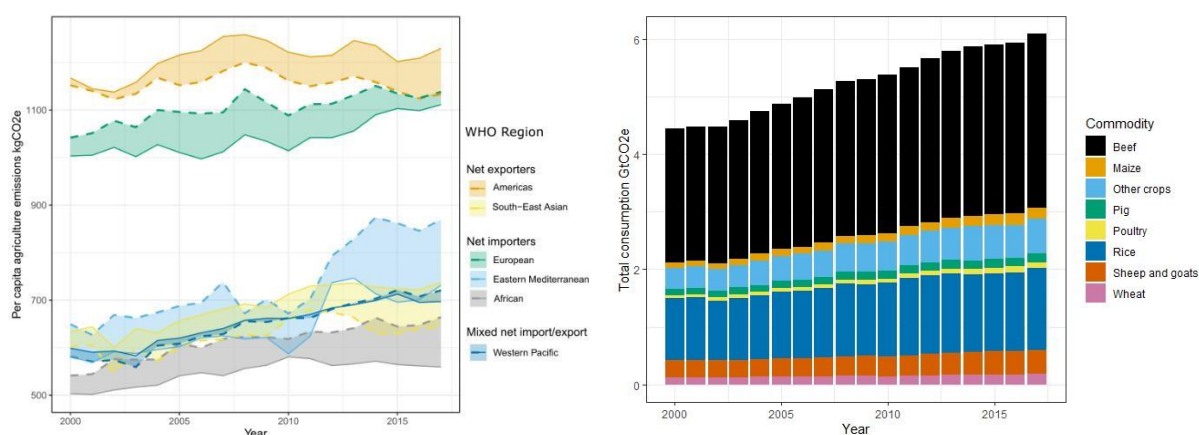 Per capita agriculture emissions kgCO2e
1100
900
700
500
2000
2005
2010
2015
Year
WHO Region
Net exporters
Americas
South−East Asian
Net importers
European
Eastern Mediterranean
African
Mixed net import/export
Western Pacific
Total consumption GtCO2e
6
4
2
0
2000
2005
2010
2015
Year
Commodity
Beef
Maize
Other crops
Pig
Poultry
Rice
Sheep and goats
Wheat